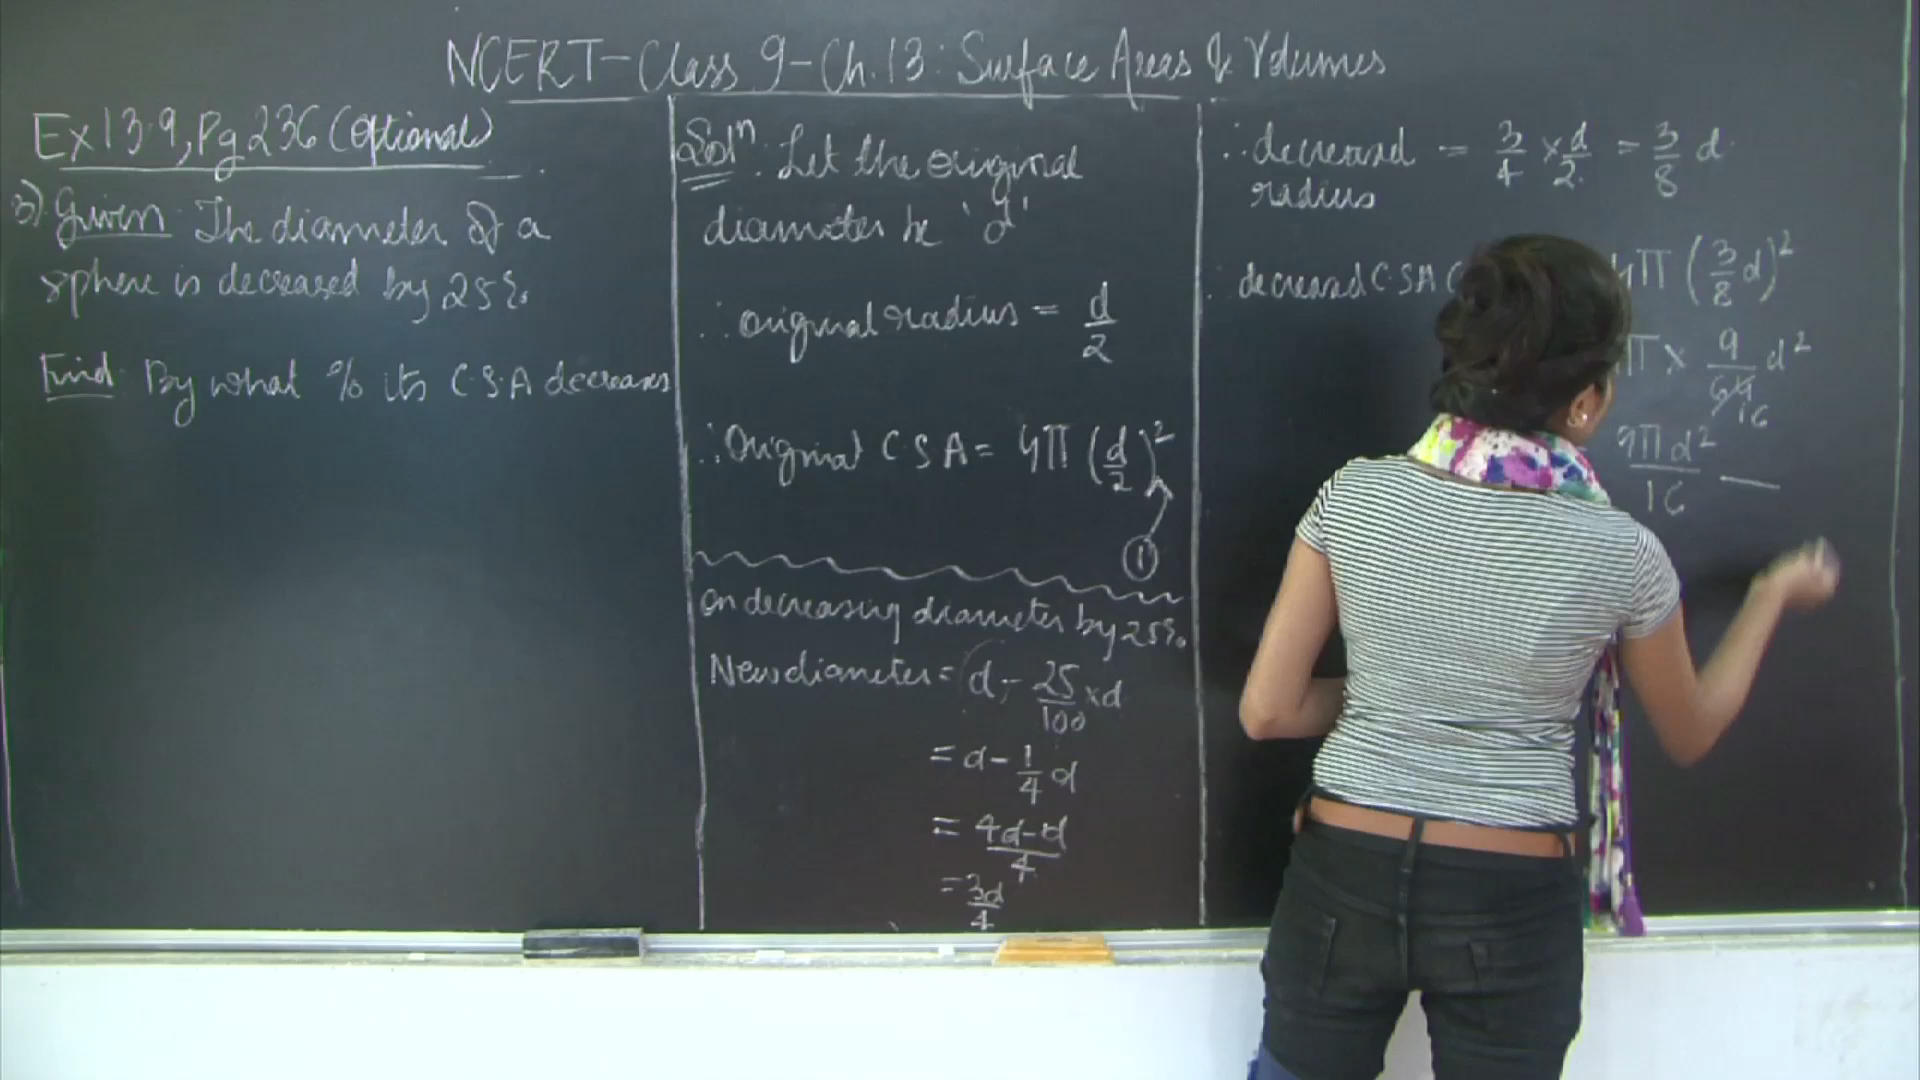 NCERT-Class 9-Ch.13: Surface Areas & Volumes
Ex 13.9, Pg 236 (Optional)
3) Given: The diameter of a
sphere is decreased by 25%.
Find: By what % its C.S.A decreases
Solⁿ: Let the original
diameter be 'd'
∴ original radius = d/2
∴ Original C.S.A = 4π (d/2)²
1
On decreasing diameter by 25%.
New diameter = d - 25/100 × d
= d - 1/4 d
= 4d-d/4
= 3d/4
∴ decreased = 3/4 × d/2 = 3/8 d.
radius
∴ decreased C.S.A ( 4π (3/8 d)²
π × 9/64 d²
16
9πd²/16 —